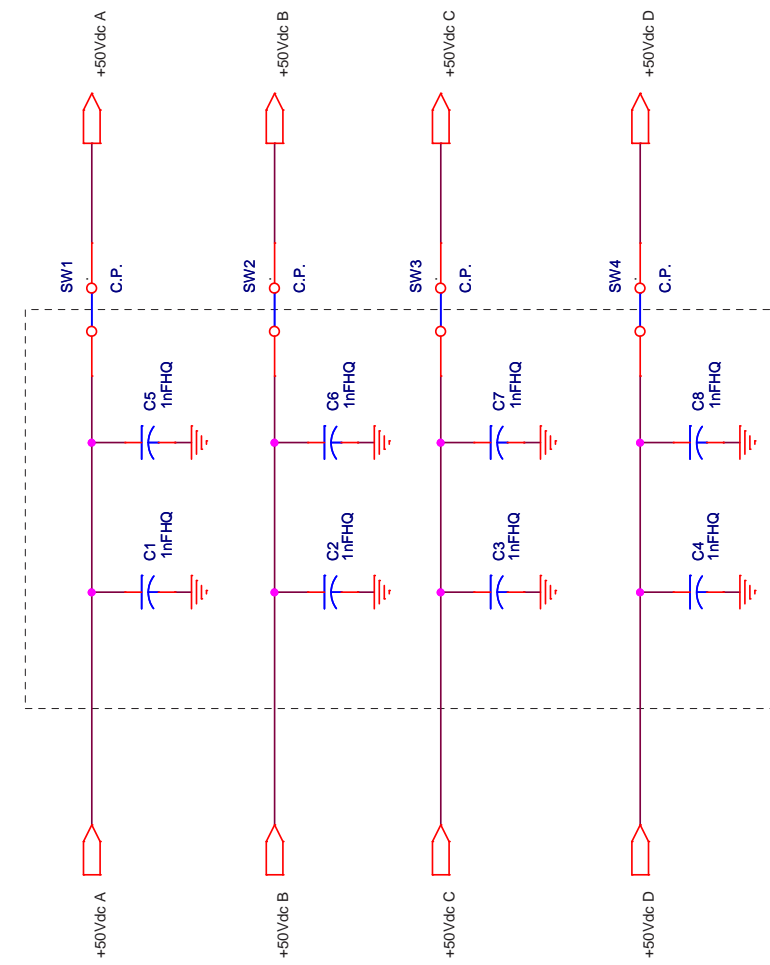 +50Vdc A
+50Vdc B
+50Vdc C
+50Vdc D
SW1
C.P.
SW2
C.P.
SW3
C.P.
SW4
C.P.
C5
1nFHQ
C6
1nFHQ
C7
1nFHQ
C8
1nFHQ
C1
1nFHQ
C2
1nFHQ
C3
1nFHQ
C4
1nFHQ
+50Vdc A
+50Vdc B
+50Vdc C
+50Vdc D